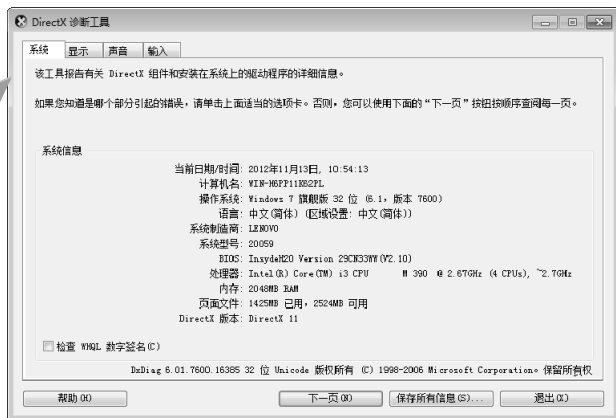 DirectX 诊断工具
系统 显示 声音 输入
该工具报告有关 DirectX 组件和安装在系统上的驱动程序的详细信息。
如果您知道是哪个部分引起的错误，请单击上面适当的选项卡。否则，您可以使用下面的“下一页”按钮按顺序查阅每一页。
系统信息
当前日期/时间: 2012年11月13日, 10:54:13
计算机名: WIN-H6PP11K82PL
操作系统: Windows 7 旗舰版 32 位 (6.1, 版本 7600)
语言: 中文(简体) (区域设置: 中文(简体))
系统制造商: LENOVO
系统型号: 20059
BIOS: InsydeH2O Version 29CN33WW(V2.10)
处理器: Intel(R) Core(TM) i3 CPU M 390 @ 2.67GHz (4 CPUs), ~2.7GHz
内存: 2048MB RAM
页面文件: 1425MB 已用, 2524MB 可用
DirectX 版本: DirectX 11
检查 WHQL 数字签名(C)
DxDiag 6.01.7600.16385 32 位 Unicode 版权所有 (C) 1998-2006 Microsoft Corporation。保留所有权
帮助(H) 下一页(N) 保存所有信息(S)... 退出(X)